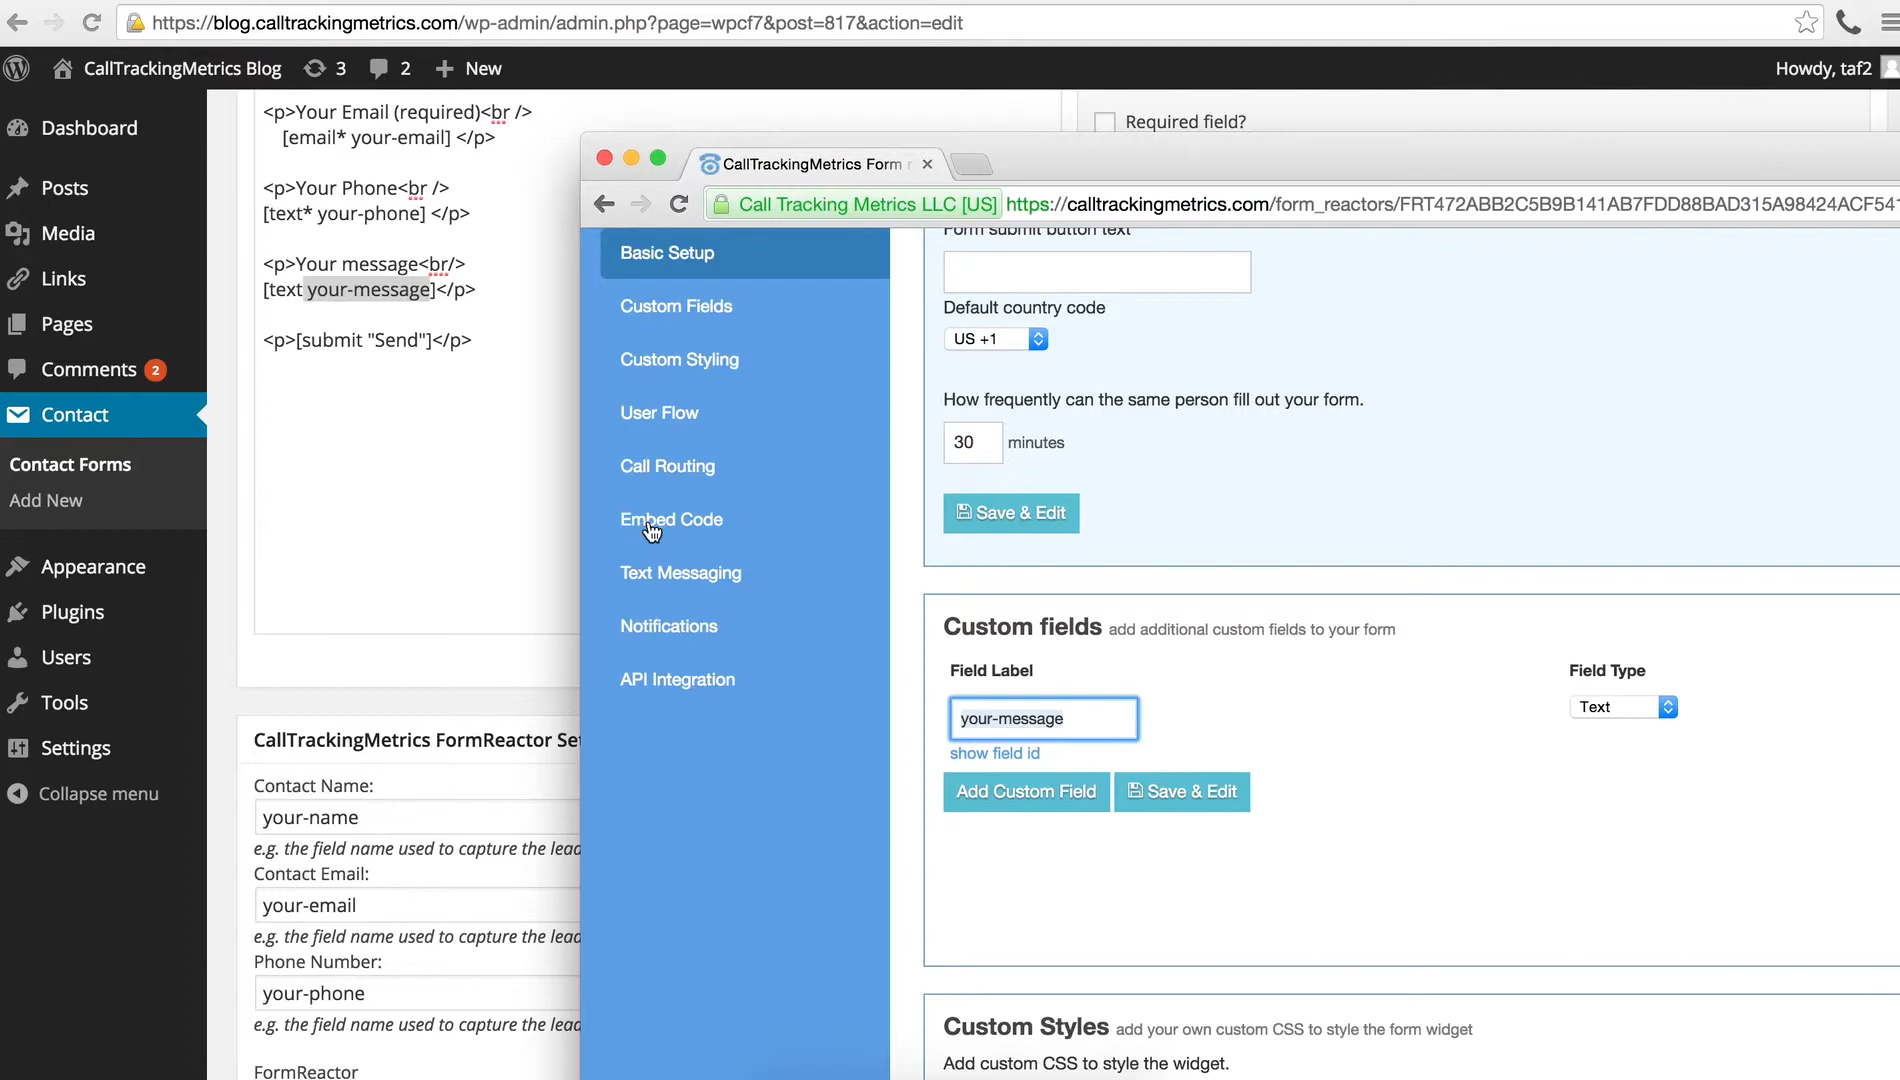 https://blog.calltrackingmetrics.com/wp-admin/admin.php?page=wpcf7&post=817&action=edit
CallTrackingMetrics Blog
3
2
New
Howdy, taf2
Dashboard
Posts
Media
Links
Pages
Comments 2
Contact
Contact Forms
Add New
Appearance
Plugins
Users
Tools
Settings
Collapse menu
<p>Your Email (required)<br />
[email* your-email] </p>
<p>Your Phone<br />
[text* your-phone] </p>
<p>Your message<br/>
[text your-message]</p>
<p>[submit "Send"]</p>
Required field?
CallTrackingMetrics FormReactor Set
Contact Name:
your-name
e.g. the field name used to capture the lead
Contact Email:
your-email
e.g. the field name used to capture the lead
Phone Number:
your-phone
e.g. the field name used to capture the lead
FormReactor
CallTrackingMetrics Form
Call Tracking Metrics LLC [US] https://calltrackingmetrics.com/form_reactors/FRT472ABB2C5B9B141AB7FDD88BAD315A98424ACF541
Basic Setup
Custom Fields
Custom Styling
User Flow
Call Routing
Embed Code
Text Messaging
Notifications
API Integration
Form submit button text
Default country code
US +1
How frequently can the same person fill out your form.
30 minutes
Save & Edit
Custom fields add additional custom fields to your form
Field Label
Field Type
your-message
Text
show field id
Add Custom Field
Save & Edit
Custom Styles add your own custom CSS to style the form widget
Add custom CSS to style the widget.